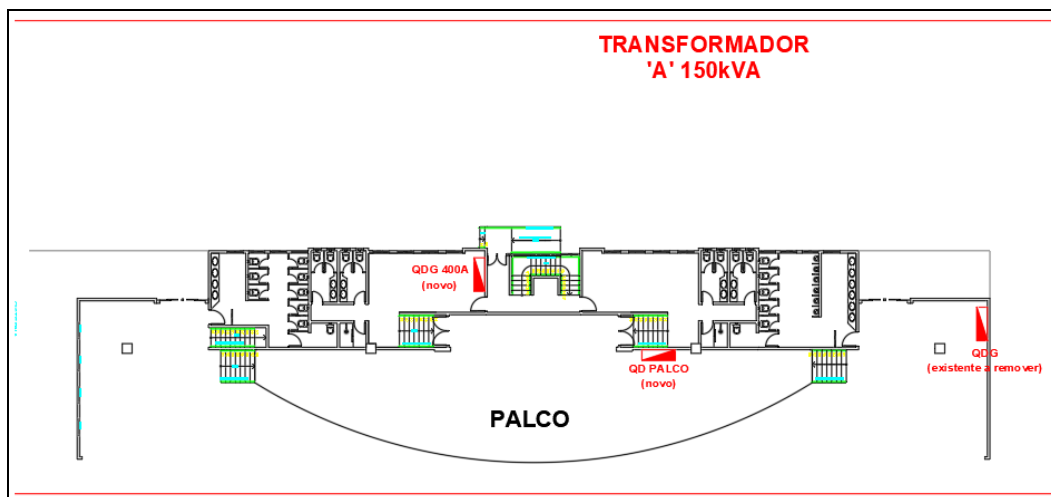 TRANSFORMADOR
'A' 150kVA
QDG 400A
(novo)
QD PALCO
(novo)
QDG
(existente a remover)
PALCO